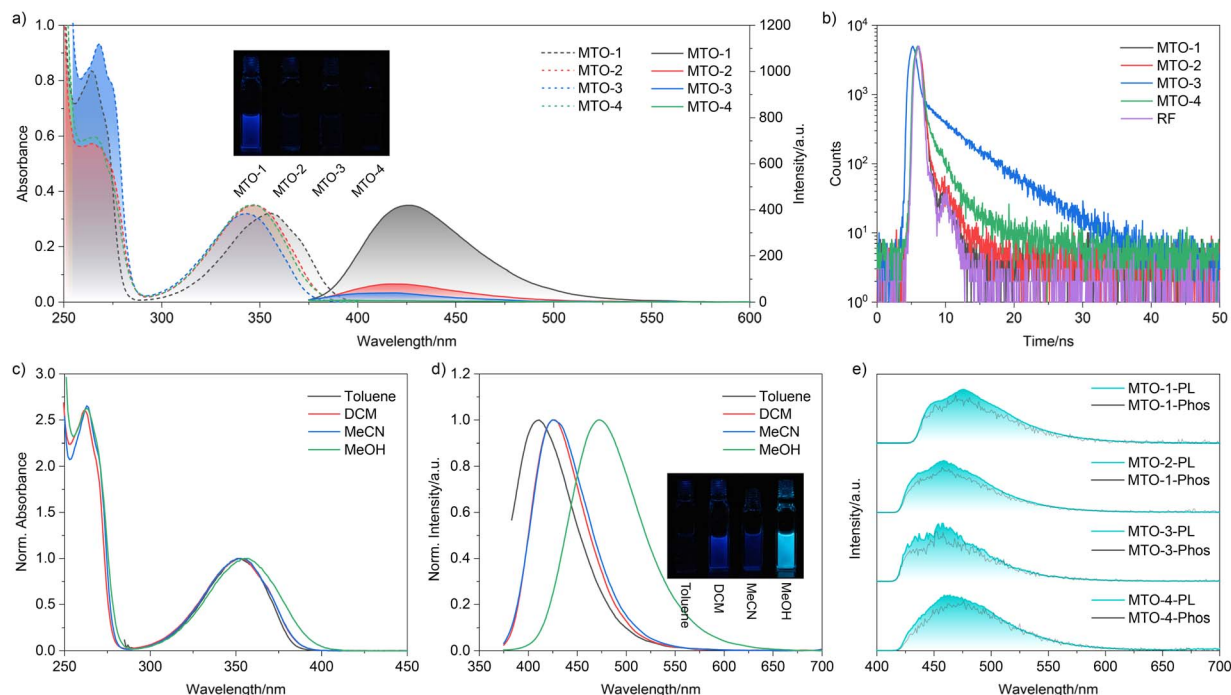 a)
1.0
0.8
0.6
0.4
0.2
0.0
Absorbance
250 300 350 400 450 500 550 600
Wavelength/nm
1200
1000
800
600
400
200
0
Intensity/a.u.
MTO-1 MTO-1
MTO-2 MTO-2
MTO-3 MTO-3
MTO-4 MTO-4
MTO-1 MTO-2 MTO-3 MTO-4
b)
10⁴
10³
10²
10¹
10⁰
Counts
MTO-1
MTO-2
MTO-3
MTO-4
RF
0 10 20 30 40 50
Time/ns
c)
3.0
2.5
2.0
1.5
1.0
0.5
0.0
Norm. Absorbance
Toluene
DCM
MeCN
MeOH
250 300 350 400 450
Wavelength/nm
d)
1.2
1.0
0.8
0.6
0.4
0.2
0.0
Norm. Intensity/a.u.
Toluene
DCM
MeCN
MeOH
Toluene
DCM
MeCN
MeOH
350 400 450 500 550 600 650 700
Wavelength/nm
e)
Intensity/a.u.
MTO-1-PL
MTO-1-Phos
MTO-2-PL
MTO-1-Phos
MTO-3-PL
MTO-3-Phos
MTO-4-PL
MTO-4-Phos
400 450 500 550 600 650 700
Wavelength/nm